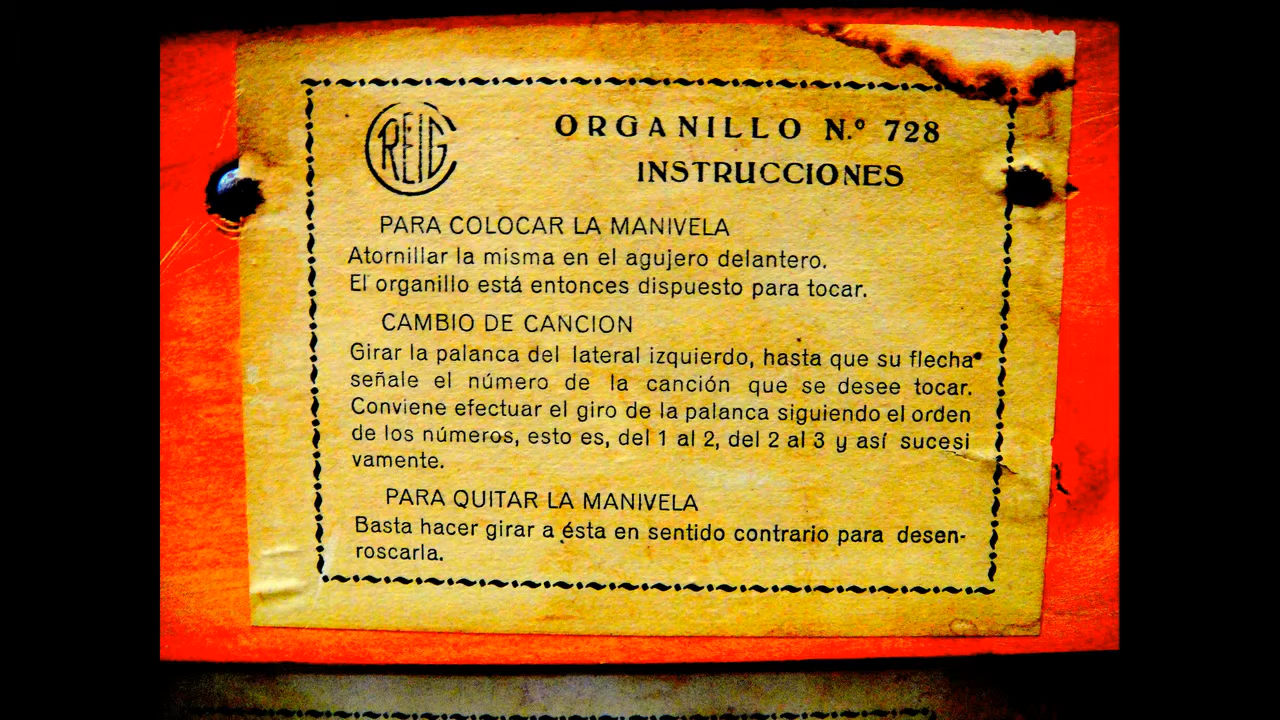 REIG
ORGANILLO N.º 728
INSTRUCCIONES
PARA COLOCAR LA MANIVELA
Atornillar la misma en el agujero delantero.
El organillo está entonces dispuesto para tocar.
CAMBIO DE CANCION
Girar la palanca del lateral izquierdo, hasta que su flecha
señale el número de la canción que se desee tocar.
Conviene efectuar el giro de la palanca siguiendo el orden
de los números, esto es, del 1 al 2, del 2 al 3 y así sucesi
vamente.
PARA QUITAR LA MANIVELA
Basta hacer girar a ésta en sentido contrario para desen-
roscarla.